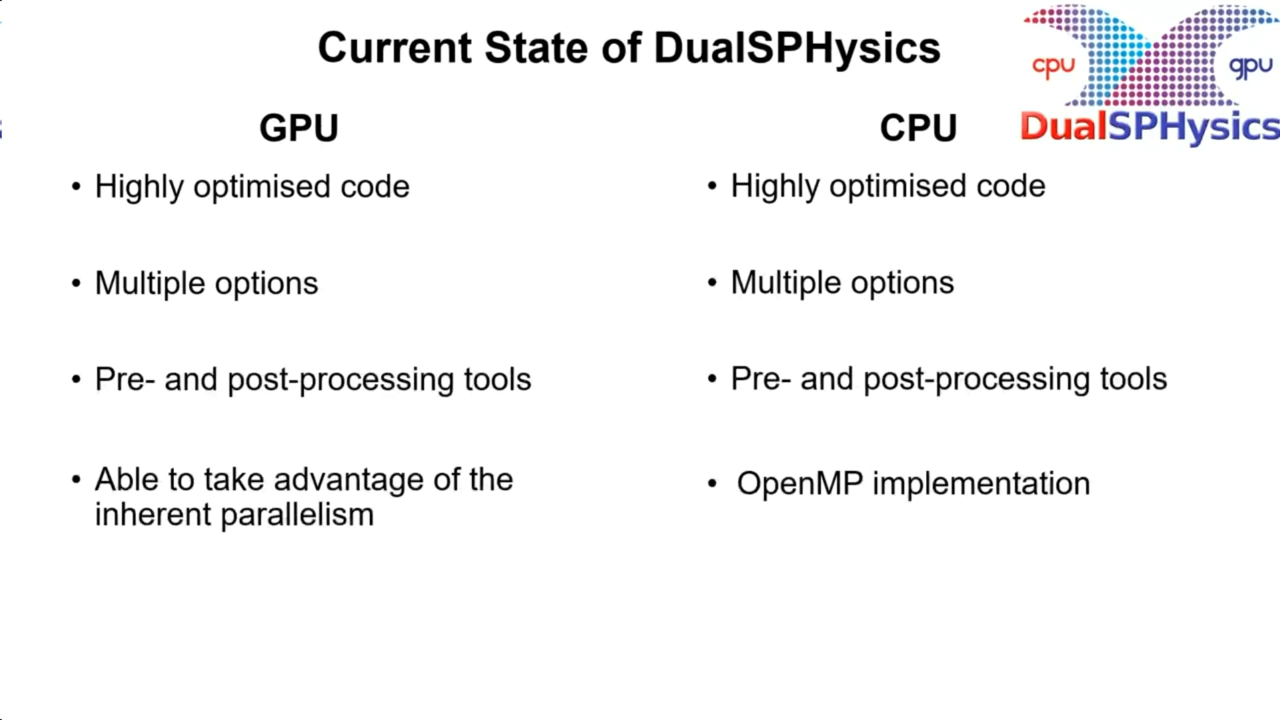 Current State of DualSPHysics
cpu
gpu
DualSPHysics
GPU
• Highly optimised code
• Multiple options
• Pre- and post-processing tools
• Able to take advantage of the
inherent parallelism
CPU
• Highly optimised code
• Multiple options
• Pre- and post-processing tools
• OpenMP implementation